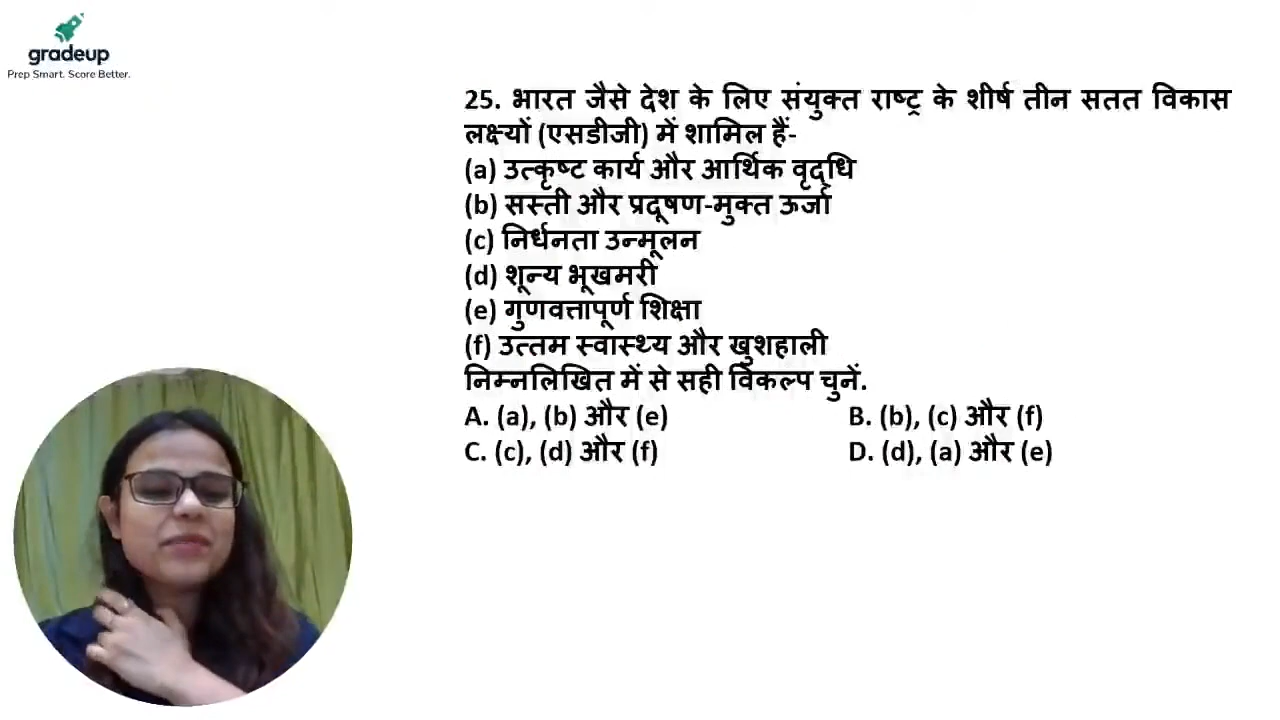 gradeup
Prep Smart. Score Better.
25. भारत जैसे देश के लिए संयुक्त राष्ट्र के शीर्ष तीन सतत विकास
लक्ष्यों (एसडीजी) में शामिल हैं-
(a) उत्कृष्ट कार्य और आर्थिक वृद्धि
(b) सस्ती और प्रदूषण-मुक्त ऊर्जा
(c) निर्धनता उन्मूलन
(d) शून्य भूखमरी
(e) गुणवत्तापूर्ण शिक्षा
(f) उत्तम स्वास्थ्य और खुशहाली
निम्नलिखित में से सही विकल्प चुनें.
A. (a), (b) और (e) B. (b), (c) और (f)
C. (c), (d) और (f) D. (d), (a) और (e)